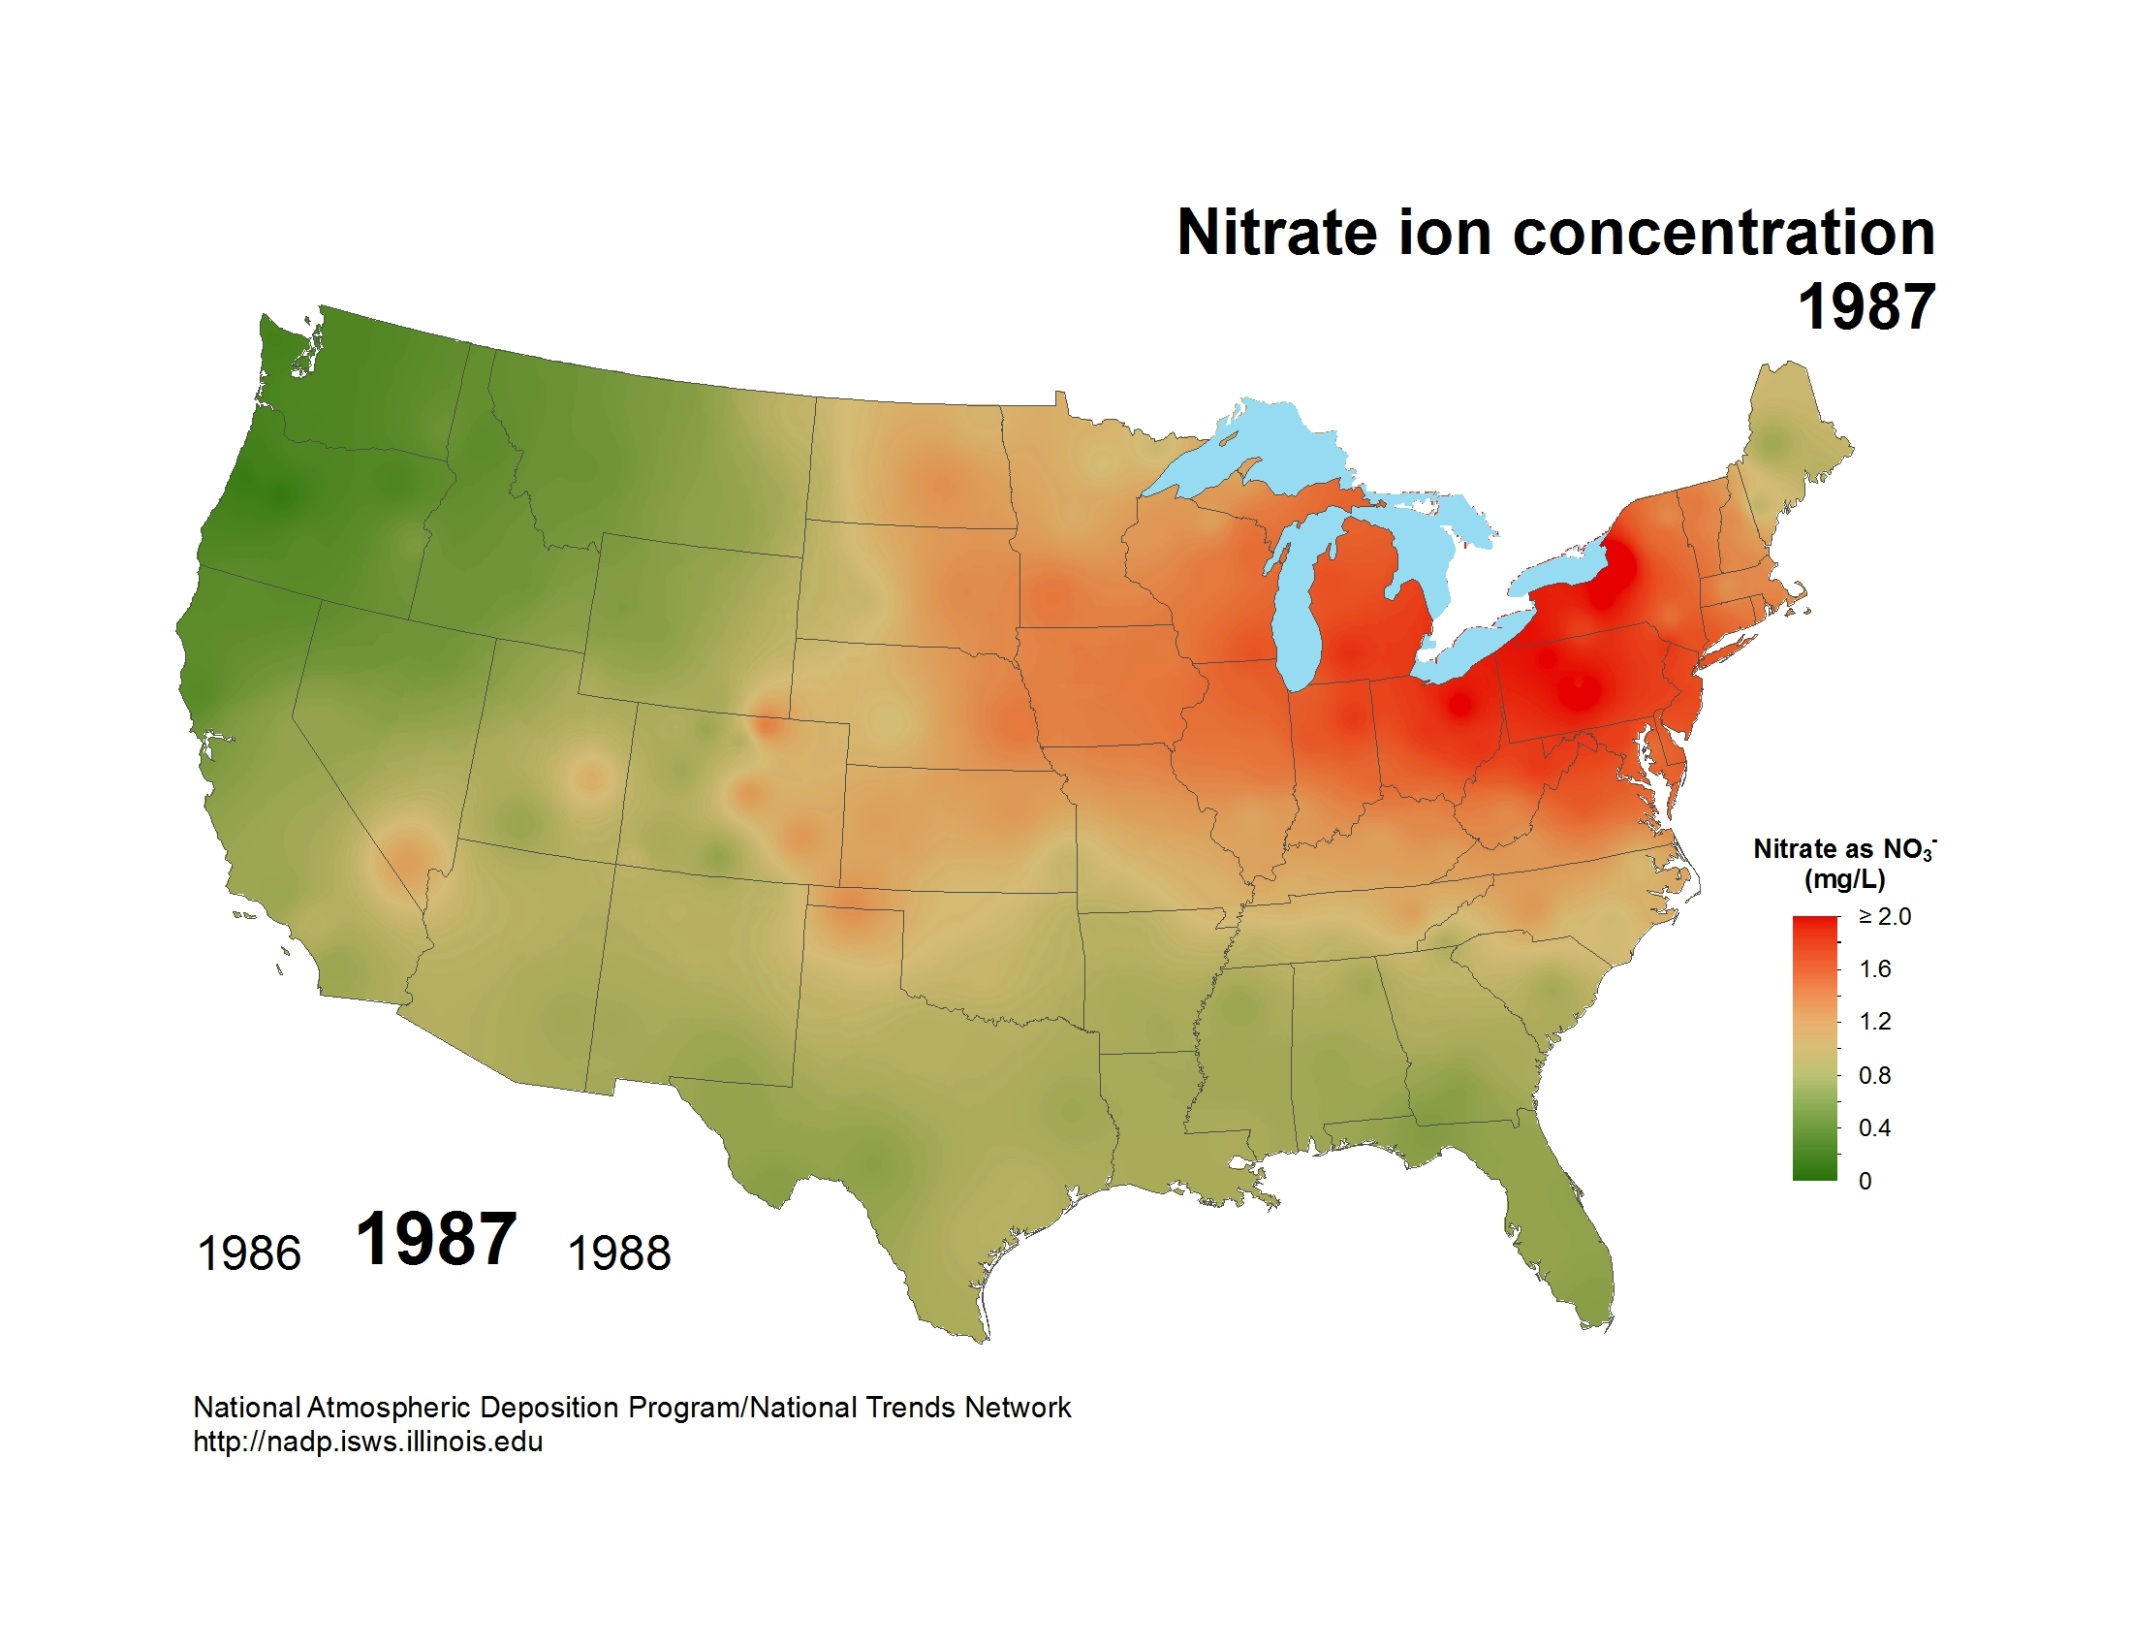 Nitrate ion concentration
1987
Nitrate as NO₃⁻
(mg/L)
≥ 2.0
1.6
1.2
0.8
0.4
0
1986 1987 1988
National Atmospheric Deposition Program/National Trends Network
http://nadp.isws.illinois.edu